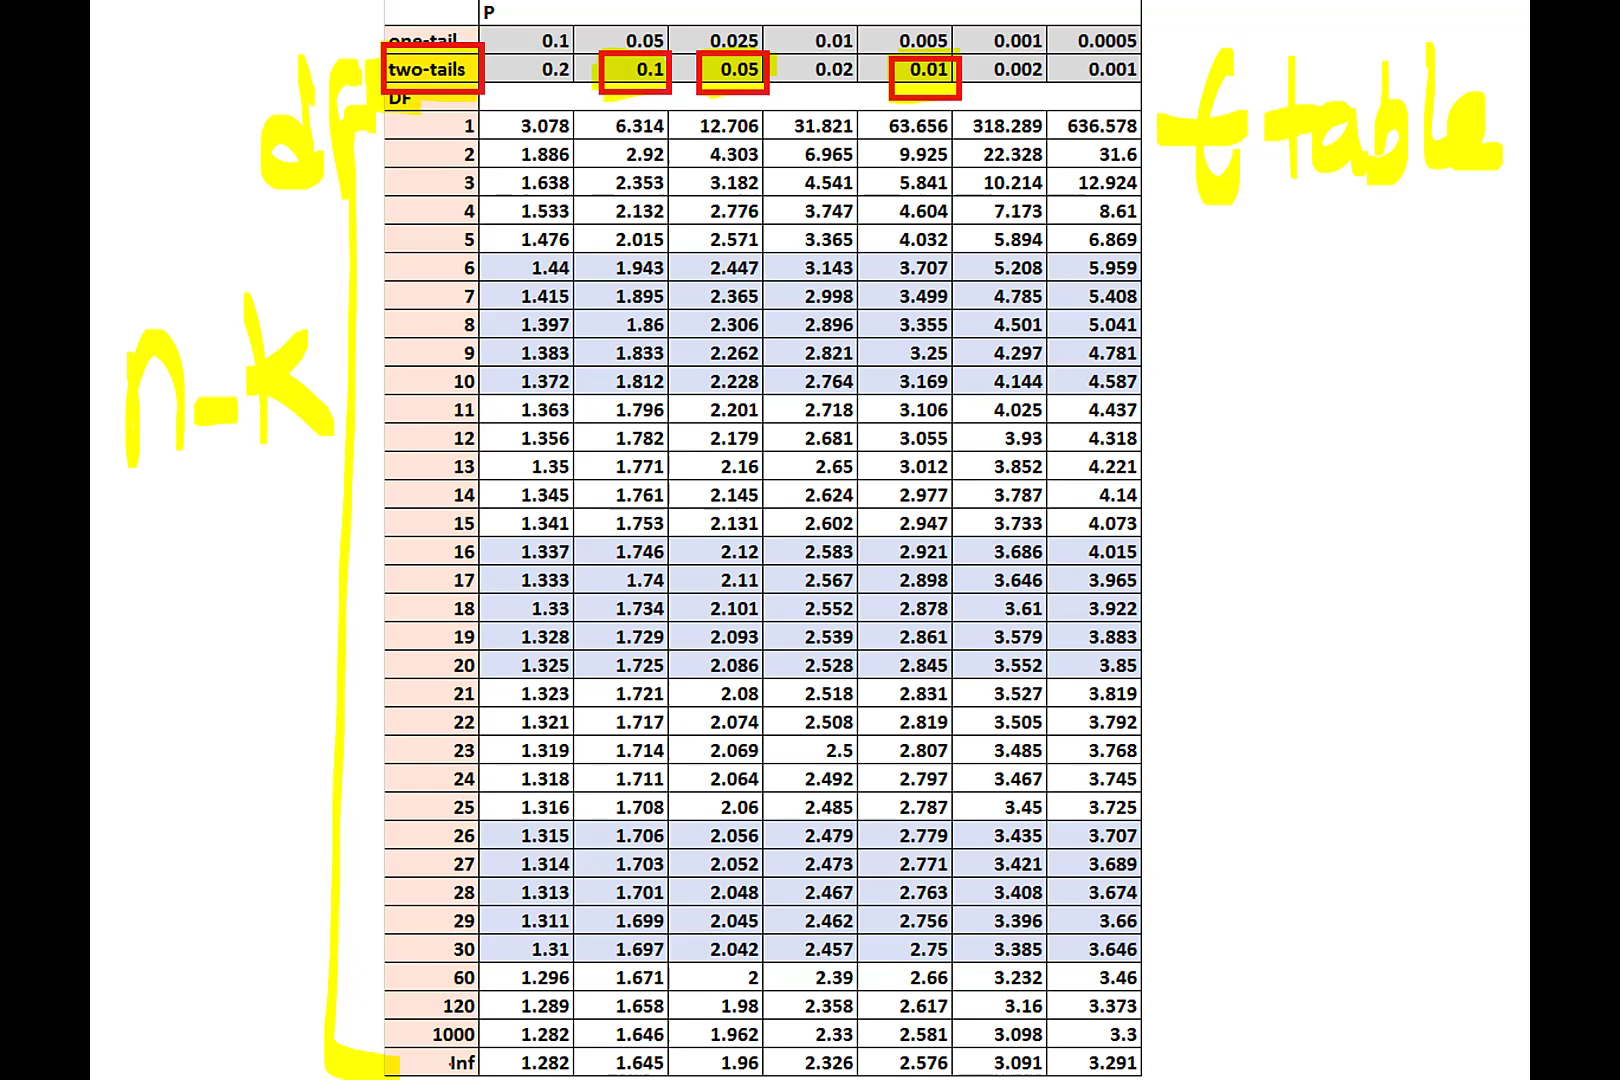 P
one-tail 0.1 0.05 0.025 0.01 0.005 0.001 0.0005
two-tails 0.2 0.1 0.05 0.02 0.01 0.002 0.001
DF
df
t table
n-k
1 3.078 6.314 12.706 31.821 63.656 318.289 636.578
2 1.886 2.92 4.303 6.965 9.925 22.328 31.6
3 1.638 2.353 3.182 4.541 5.841 10.214 12.924
4 1.533 2.132 2.776 3.747 4.604 7.173 8.61
5 1.476 2.015 2.571 3.365 4.032 5.894 6.869
6 1.44 1.943 2.447 3.143 3.707 5.208 5.959
7 1.415 1.895 2.365 2.998 3.499 4.785 5.408
8 1.397 1.86 2.306 2.896 3.355 4.501 5.041
9 1.383 1.833 2.262 2.821 3.25 4.297 4.781
10 1.372 1.812 2.228 2.764 3.169 4.144 4.587
11 1.363 1.796 2.201 2.718 3.106 4.025 4.437
12 1.356 1.782 2.179 2.681 3.055 3.93 4.318
13 1.35 1.771 2.16 2.65 3.012 3.852 4.221
14 1.345 1.761 2.145 2.624 2.977 3.787 4.14
15 1.341 1.753 2.131 2.602 2.947 3.733 4.073
16 1.337 1.746 2.12 2.583 2.921 3.686 4.015
17 1.333 1.74 2.11 2.567 2.898 3.646 3.965
18 1.33 1.734 2.101 2.552 2.878 3.61 3.922
19 1.328 1.729 2.093 2.539 2.861 3.579 3.883
20 1.325 1.725 2.086 2.528 2.845 3.552 3.85
21 1.323 1.721 2.08 2.518 2.831 3.527 3.819
22 1.321 1.717 2.074 2.508 2.819 3.505 3.792
23 1.319 1.714 2.069 2.5 2.807 3.485 3.768
24 1.318 1.711 2.064 2.492 2.797 3.467 3.745
25 1.316 1.708 2.06 2.485 2.787 3.45 3.725
26 1.315 1.706 2.056 2.479 2.779 3.435 3.707
27 1.314 1.703 2.052 2.473 2.771 3.421 3.689
28 1.313 1.701 2.048 2.467 2.763 3.408 3.674
29 1.311 1.699 2.045 2.462 2.756 3.396 3.66
30 1.31 1.697 2.042 2.457 2.75 3.385 3.646
60 1.296 1.671 2 2.39 2.66 3.232 3.46
120 1.289 1.658 1.98 2.358 2.617 3.16 3.373
1000 1.282 1.646 1.962 2.33 2.581 3.098 3.3
Inf 1.282 1.645 1.96 2.326 2.576 3.091 3.291